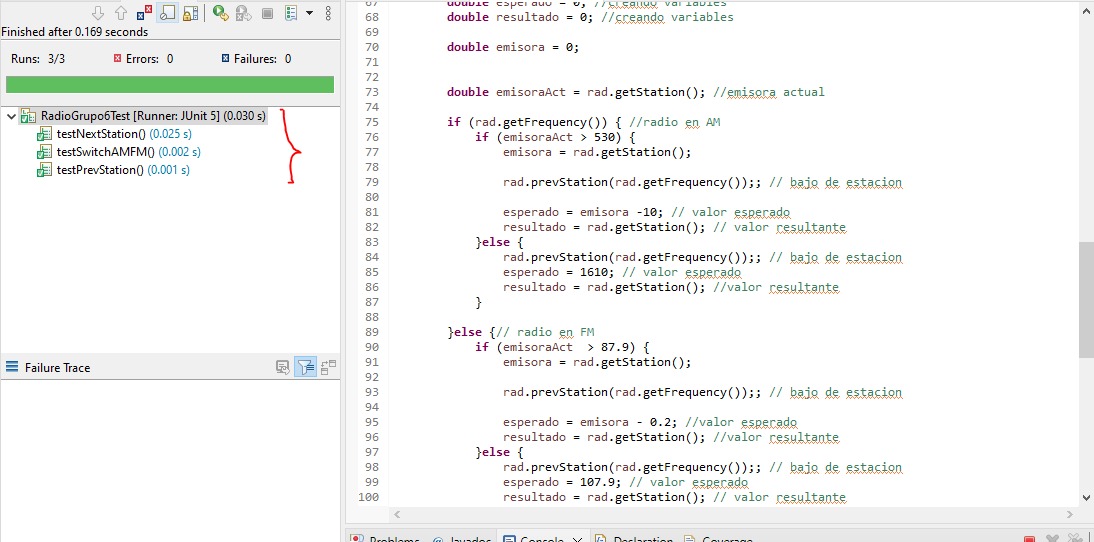 Finished after 0.169 seconds
Runs: 3/3
Errors: 0
Failures: 0
RadioGrupo6Test [Runner: JUnit 5] (0.030 s)
testNextStation() (0.025 s)
testSwitchAMFM() (0.002 s)
testPrevStation() (0.001 s)
Failure Trace
67 double esperado = 0; //creando variables
68 double resultado = 0; //creando variables
69
70 double emisora = 0;
71
72
73 double emisoraAct = rad.getStation(); //emisora actual
74
75 if (rad.getFrequency()) { //radio en AM
76 if (emisoraAct > 530) {
77 emisora = rad.getStation();
78
79 rad.prevStation(rad.getFrequency());; // bajo de estacion
80
81 esperado = emisora -10; // valor esperado
82 resultado = rad.getStation(); // valor resultante
83 }else {
84 rad.prevStation(rad.getFrequency());; // bajo de estacion
85 esperado = 1610; // valor esperado
86 resultado = rad.getStation(); //valor resultante
87 }
88
89 }else {// radio en FM
90 if (emisoraAct  > 87.9) {
91 emisora = rad.getStation();
92
93 rad.prevStation(rad.getFrequency());; // bajo de estacion
94
95 esperado = emisora - 0.2; //valor esperado
96 resultado = rad.getStation(); //valor resultante
97 }else {
98 rad.prevStation(rad.getFrequency());; // bajo de estacion
99 esperado = 107.9; // valor esperado
100 resultado = rad.getStation(); // valor resultante
Problems @ Javadoc Console Declaration Coverage